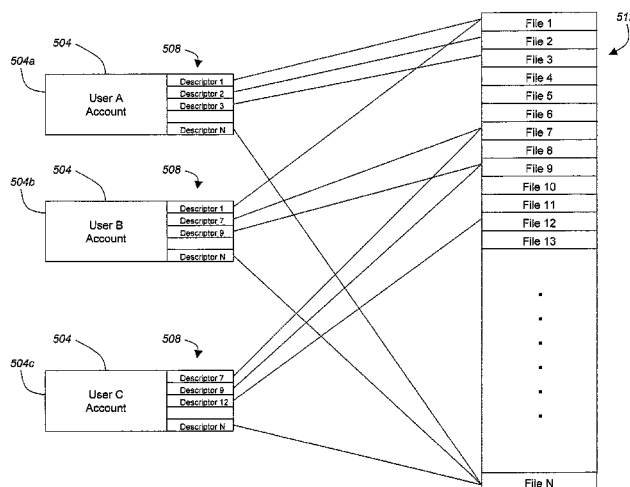 504
508
504a
User A
Account
Descriptor 1
Descriptor 2
Descriptor 3
Descriptor N
504
508
504b
User B
Account
Descriptor 1
Descriptor 7
Descriptor 9
Descriptor N
504
508
504c
User C
Account
Descriptor 7
Descriptor 9
Descriptor 12
Descriptor N
File 1
File 2
File 3
File 4
File 5
File 6
File 7
File 8
File 9
File 10
File 11
File 12
File 13
File N